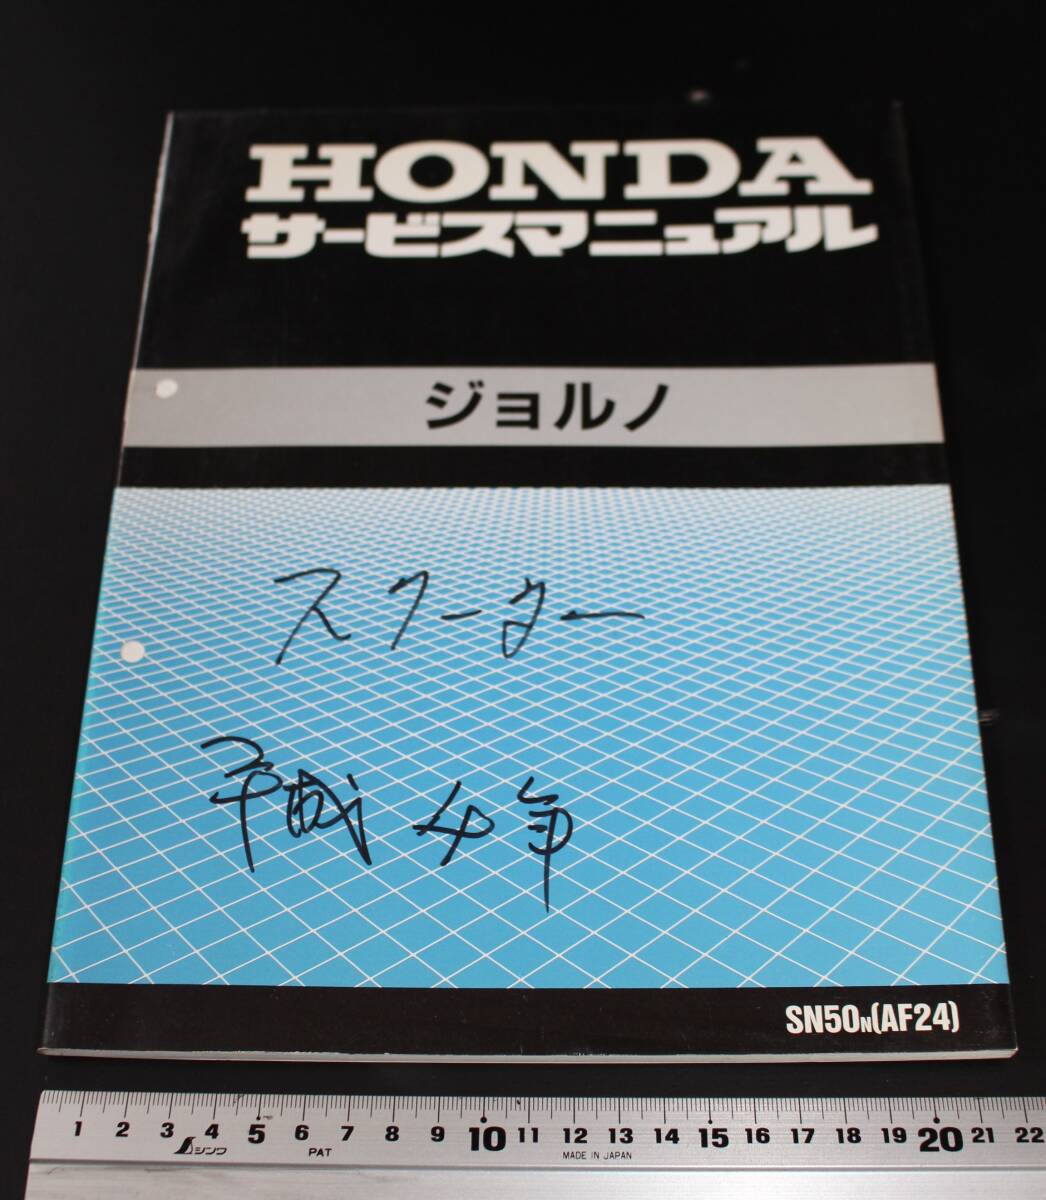 HONDA
サービスマニュアル
ジョルノ
スクーター
平成4年
SN50N(AF24)
1 2 3 4 5 6 7 8 9 10 11 12 13 14 15 16 17 18 19 20 21 22
シンワ PAT MADE IN JAPAN